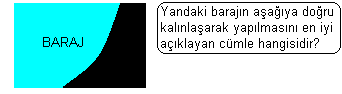 BARAJ
Yandaki barajın aşağıya doğru
kalınlaşarak yapılmasını en iyi
açıklayan cümle hangisidir?